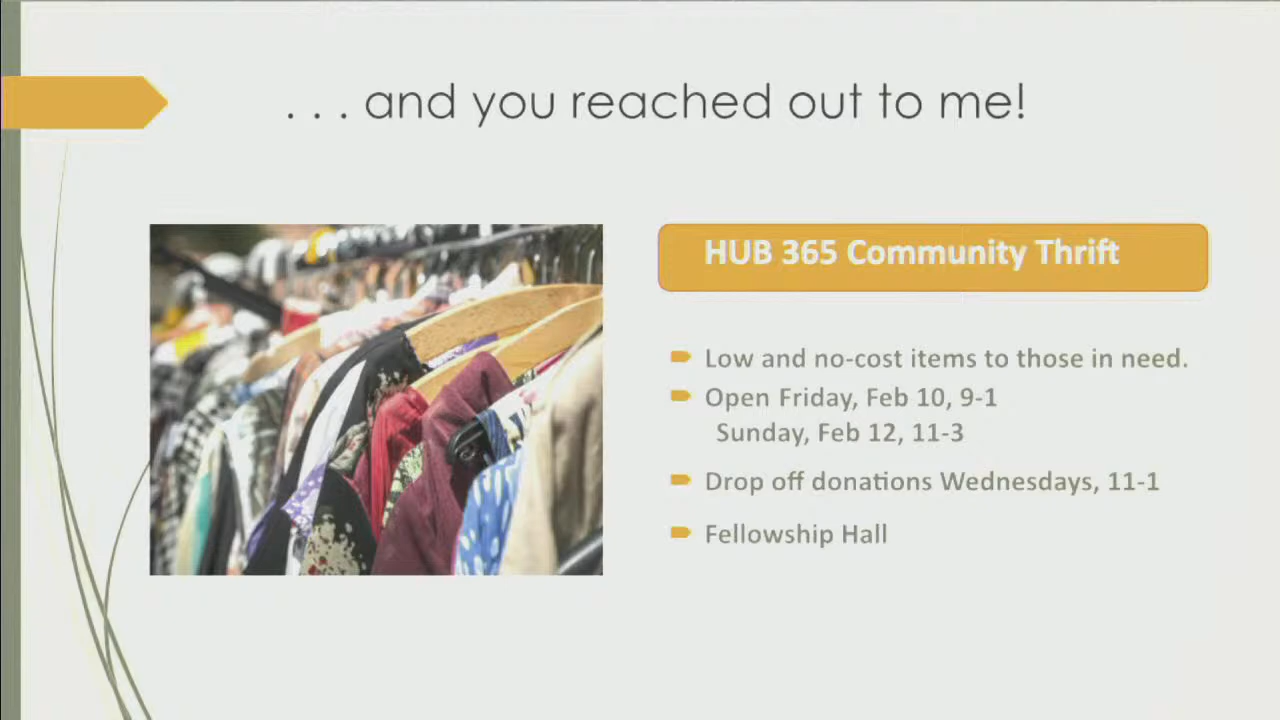 . . . and you reached out to me!
HUB 365 Community Thrift
Low and no-cost items to those in need.
Open Friday, Feb 10, 9-1
Sunday, Feb 12, 11-3
Drop off donations Wednesdays, 11-1
Fellowship Hall